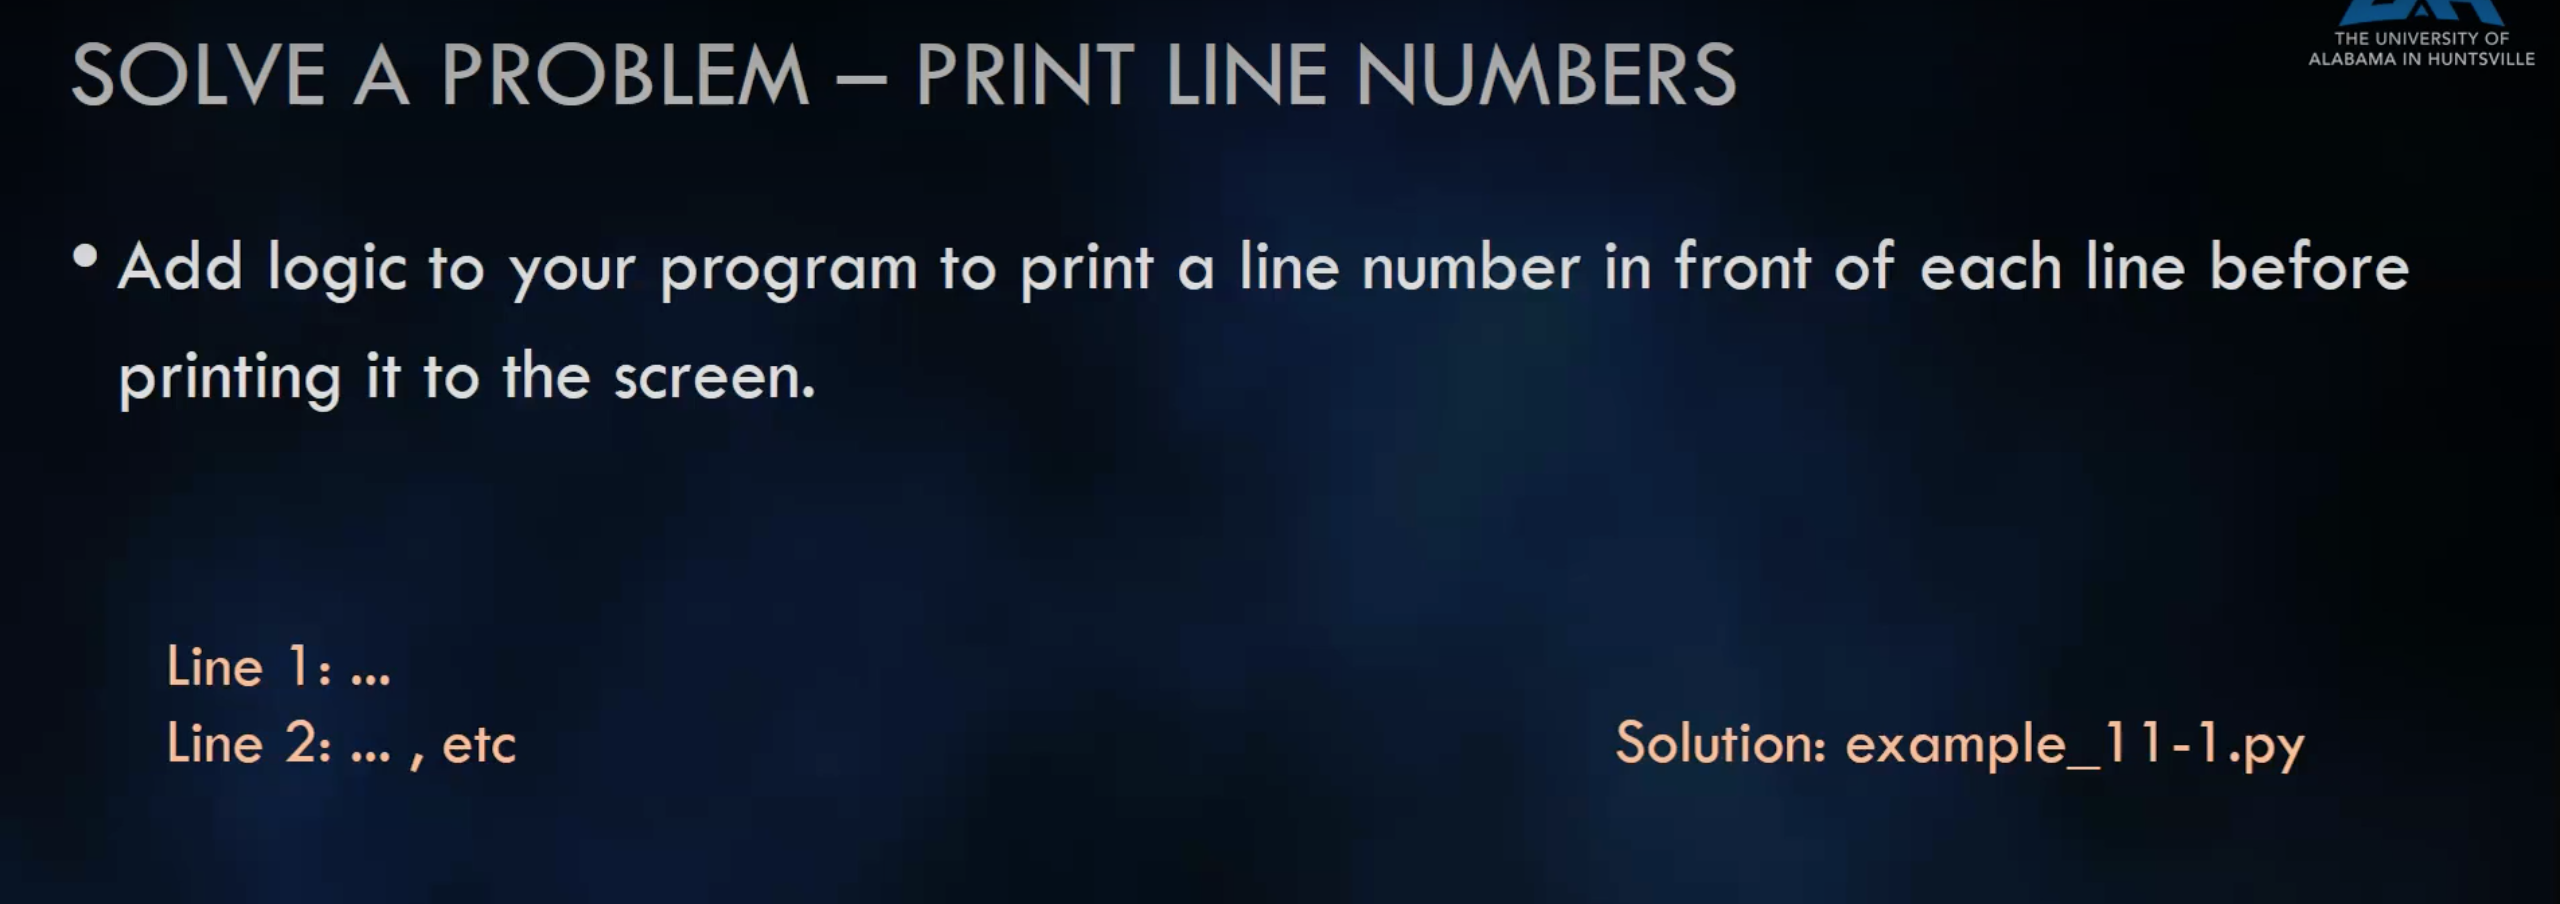 SOLVE A PROBLEM – PRINT LINE NUMBERS
THE UNIVERSITY OF
ALABAMA IN HUNTSVILLE
• Add logic to your program to print a line number in front of each line before
printing it to the screen.
Line 1: ...
Line 2: ... , etc
Solution: example_11-1.py